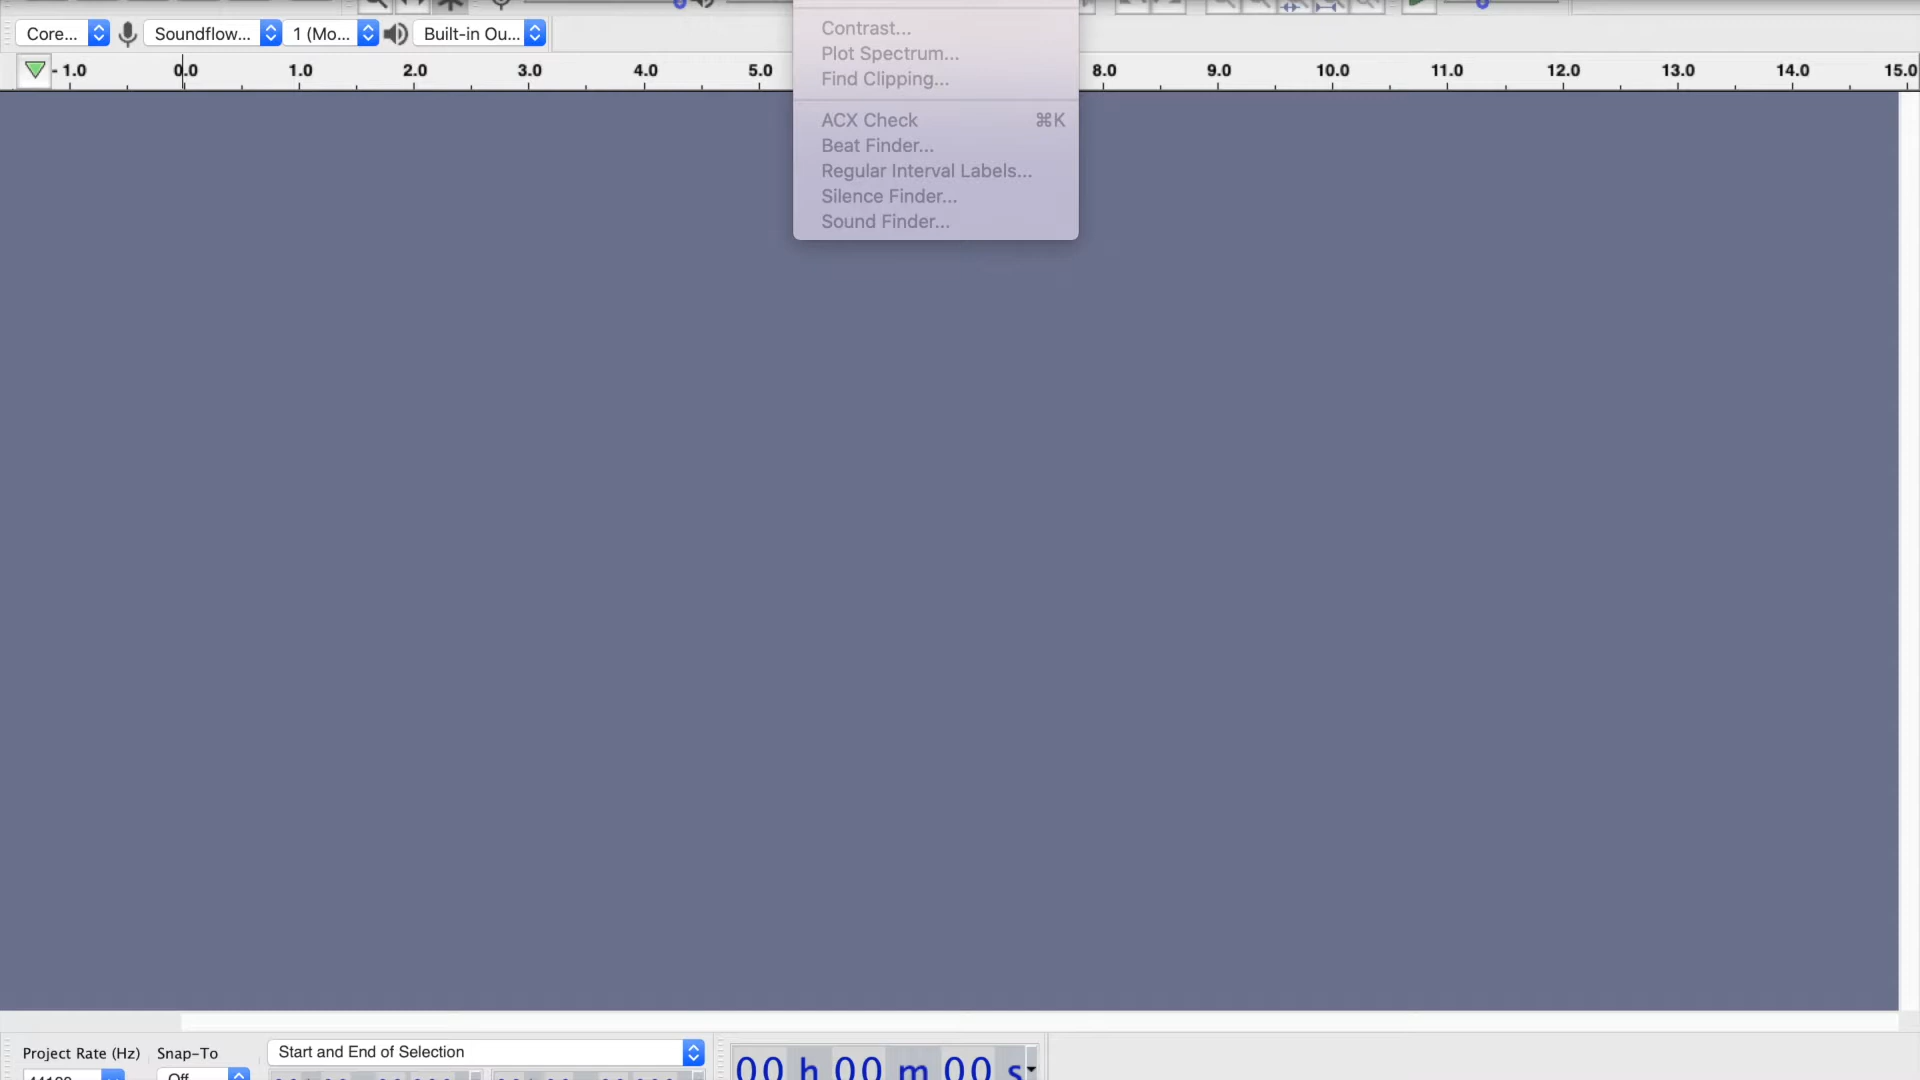 Core... Soundflow... 1 (Mo... Built-in Ou...
- 1.0 0.0 1.0 2.0 3.0 4.0 5.0 8.0 9.0 10.0 11.0 12.0 13.0 14.0 15.0
Contrast...
Plot Spectrum...
Find Clipping...
ACX Check ⌘K
Beat Finder...
Regular Interval Labels...
Silence Finder...
Sound Finder...
Project Rate (Hz) Snap-To Start and End of Selection
44100 Off 00 h 00 m 00 s